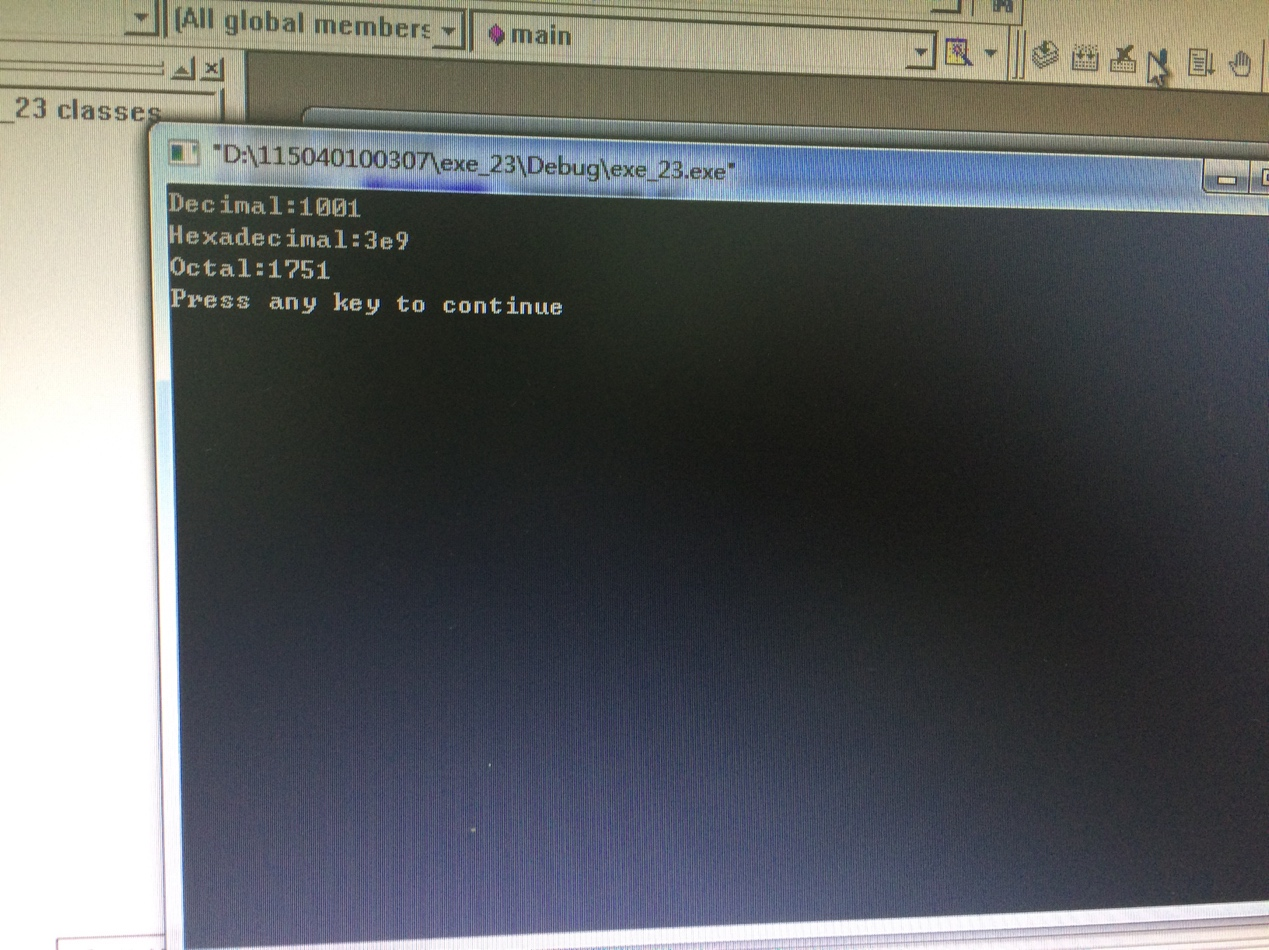 (All global members
main
_23 classes
"D:\115040100307\exe_23\Debug\exe_23.exe"
Decimal:1001
Hexadecimal:3e9
Octal:1751
Press any key to continue